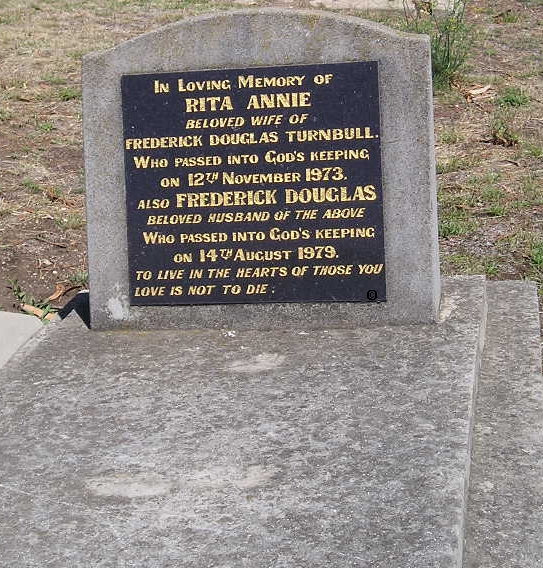 In Loving Memory of
RITA ANNIE
BELOVED WIFE OF
FREDERICK DOUGLAS TURNBULL.
Who passed into God's keeping
on 12TH November 1973.
also FREDERICK DOUGLAS
BELOVED HUSBAND OF THE ABOVE
Who passed into God's keeping
on 14TH August 1979.
TO LIVE IN THE HEARTS OF THOSE YOU
LOVE IS NOT TO DIE.